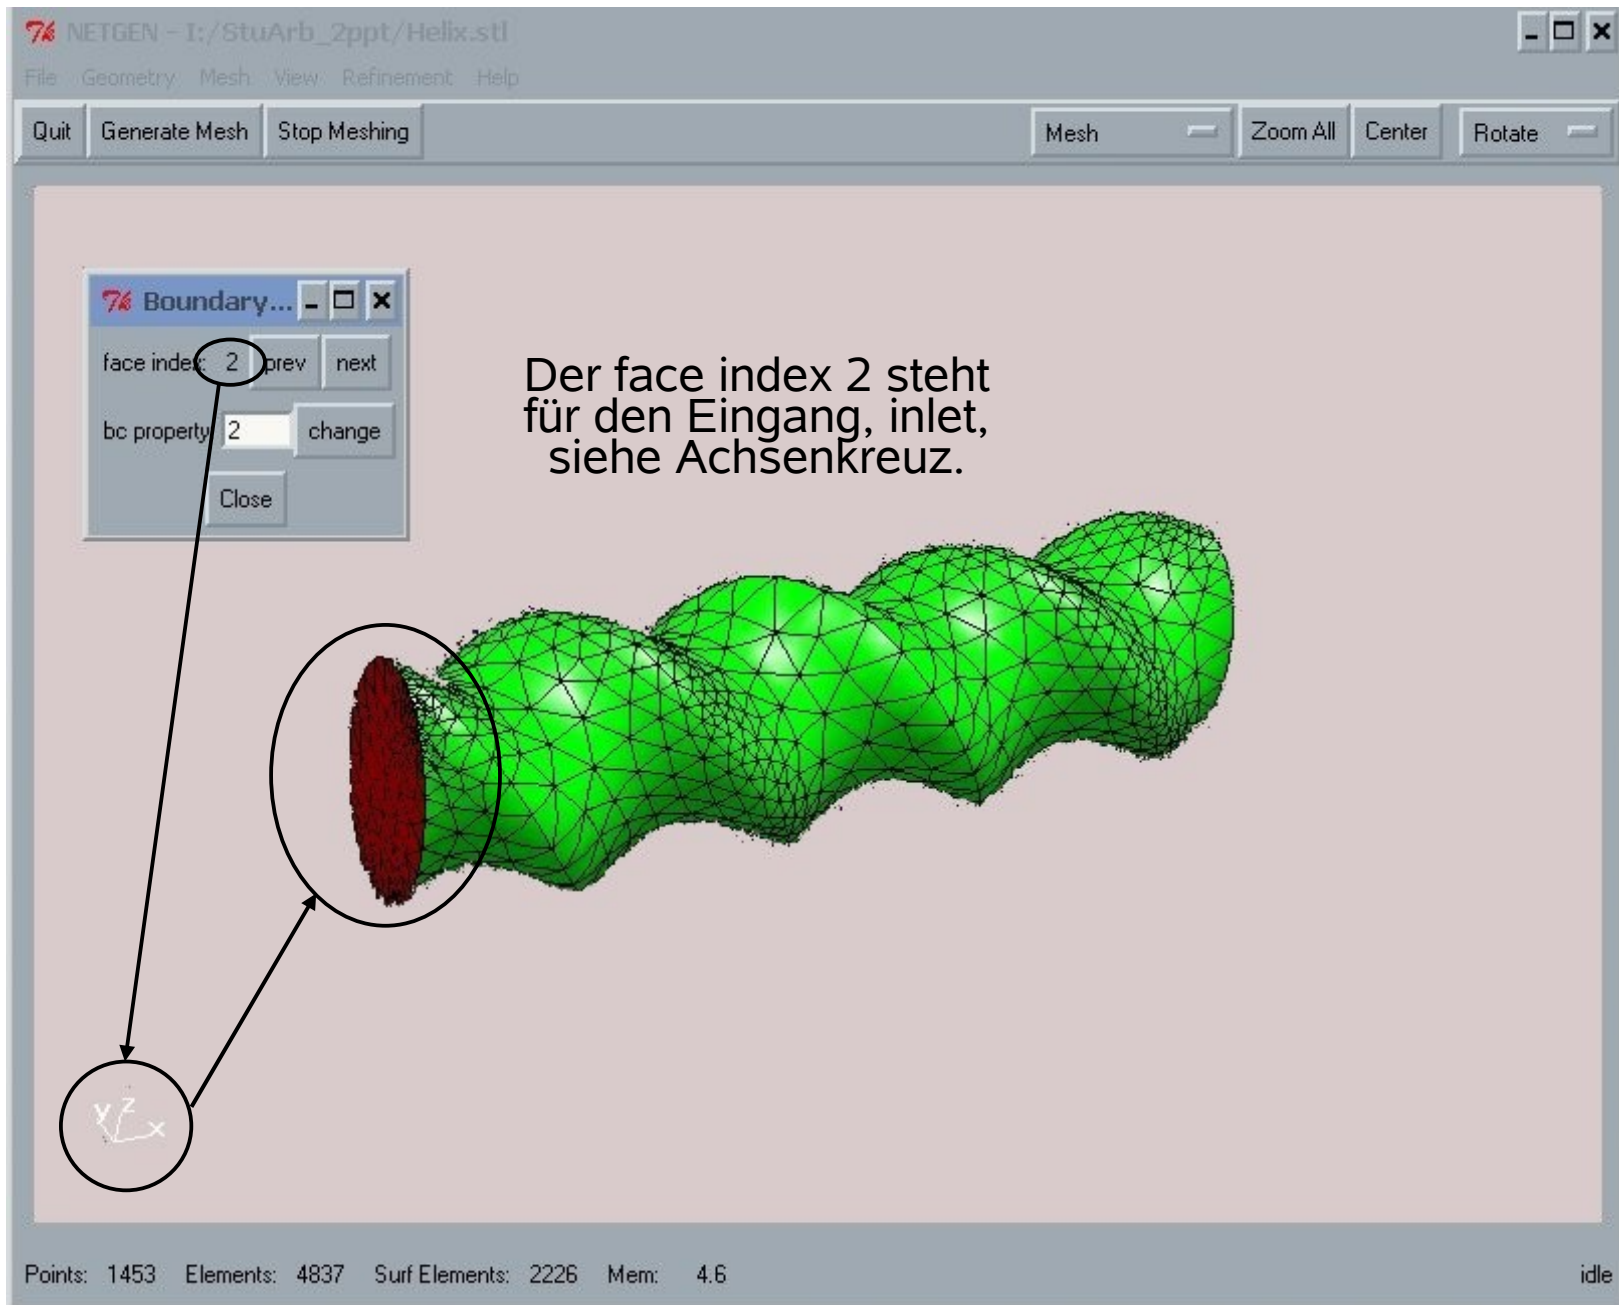 NETGEN - I:/StuArb_2ppt/Helix.stl
File Geometry Mesh View Refinement Help
Quit Generate Mesh Stop Meshing Mesh Zoom All Center Rotate
Boundary...
face index: 2 prev next
bc property 2 change
Close
Der face index 2 steht
für den Eingang, inlet,
siehe Achsenkreuz.
y z x
Points: 1453 Elements: 4837 Surf Elements: 2226 Mem: 4.6 idle